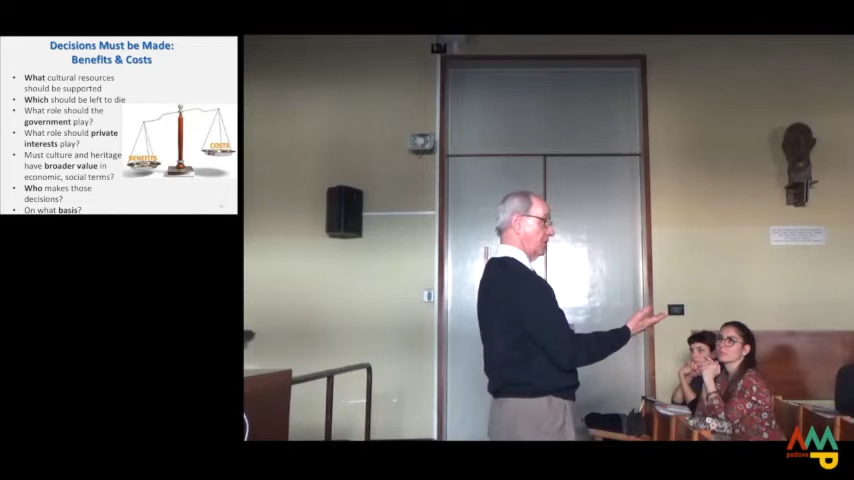 Decisions Must be Made:
Benefits & Costs
• What cultural resources
should be supported
• Which should be left to die
• What role should the
government play?
• What role should private
interests play?
• Must culture and heritage
have broader value in
economic, social terms?
• Who makes those
decisions?
• On what basis?
BENEFITS
COSTS
padova